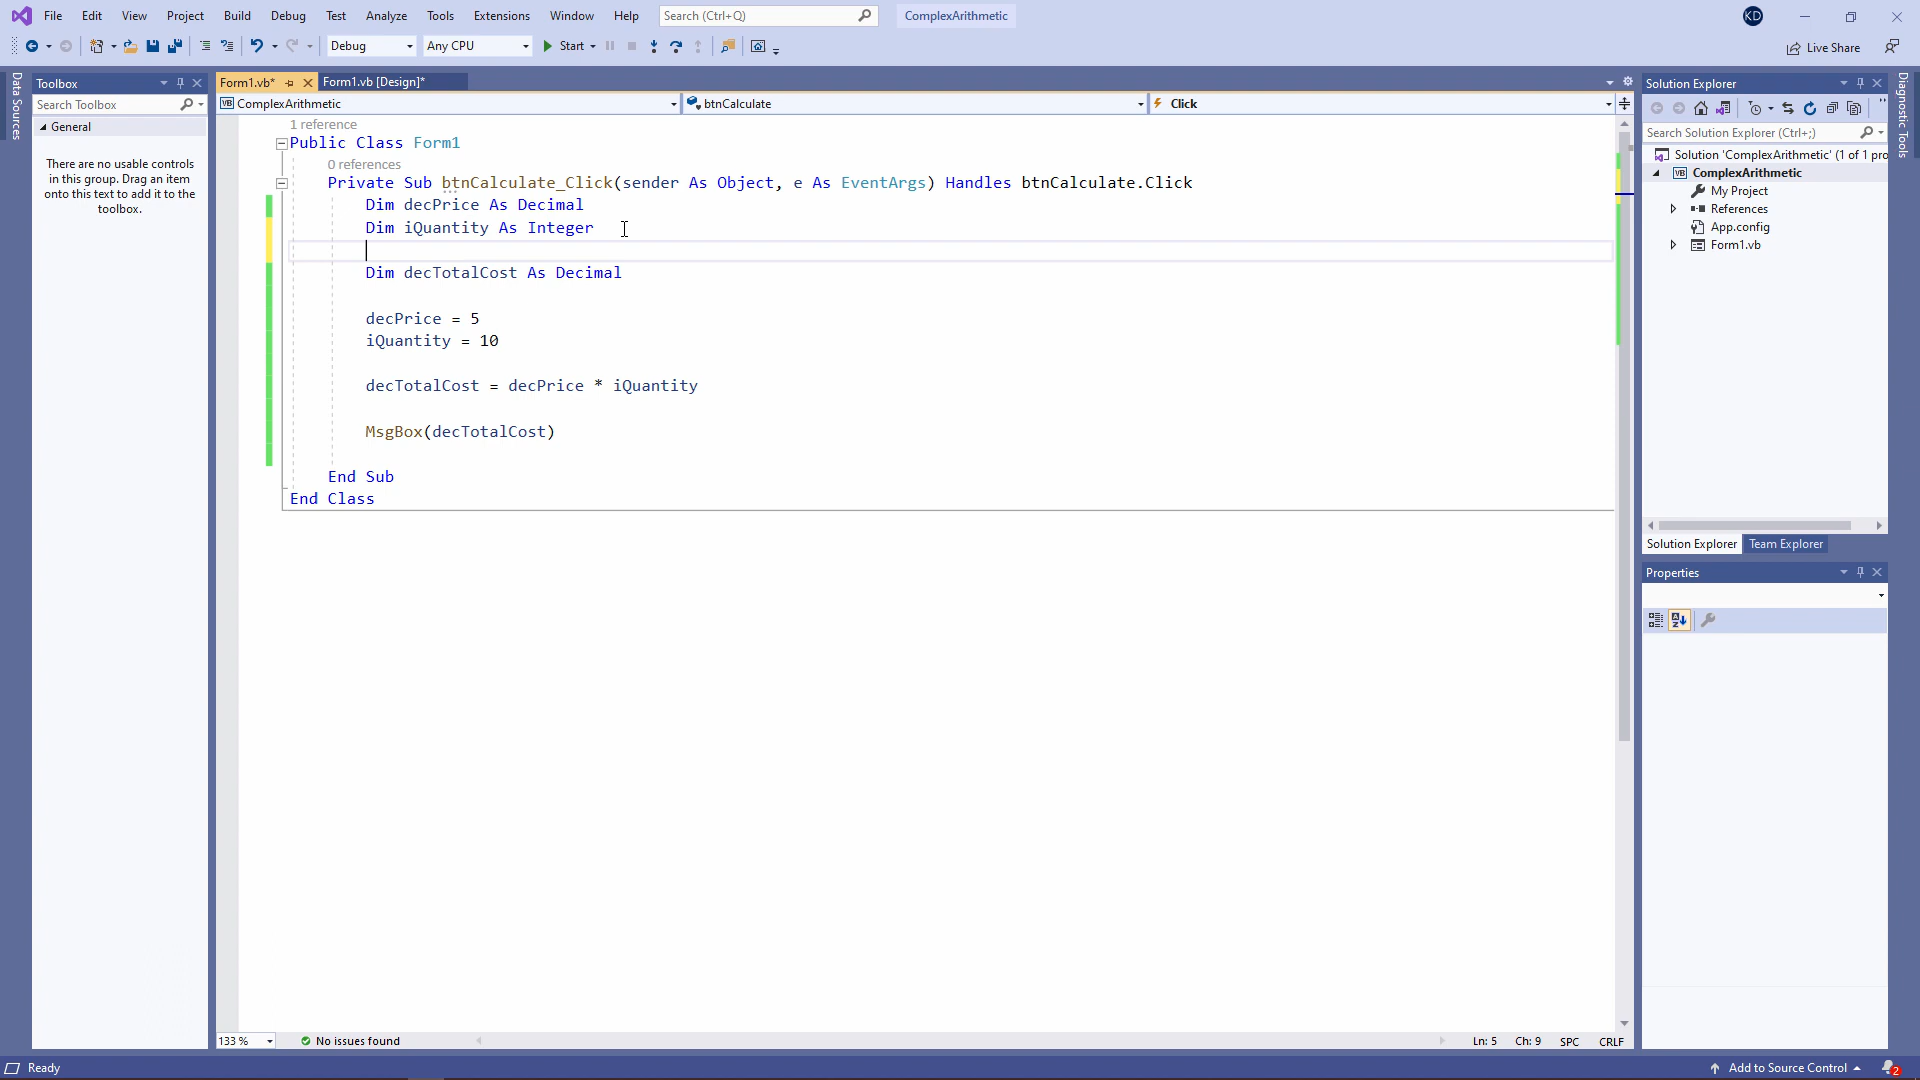 File Edit View Project Build Debug Test Analyze Tools Extensions Window Help Search (Ctrl+Q) ComplexArithmetic KD
Debug Any CPU Start Live Share
Data Sources
Toolbox
Search Toolbox
General
There are no usable controls
in this group. Drag an item
onto this text to add it to the
toolbox.
Form1.vb* Form1.vb [Design]*
VB ComplexArithmetic btnCalculate Click
1 reference
Public Class Form1
0 references
Private Sub btnCalculate_Click(sender As Object, e As EventArgs) Handles btnCalculate.Click
Dim decPrice As Decimal
Dim iQuantity As Integer
Dim decTotalCost As Decimal
decPrice = 5
iQuantity = 10
decTotalCost = decPrice * iQuantity
MsgBox(decTotalCost)
End Sub
End Class
133 % No issues found Ln: 5 Ch: 9 SPC CRLF
Solution Explorer
Search Solution Explorer (Ctrl+;)
Solution 'ComplexArithmetic' (1 of 1 pro
VB ComplexArithmetic
My Project
References
App.config
Form1.vb
Solution Explorer Team Explorer
Properties
Diagnostic Tools
Ready Add to Source Control 2